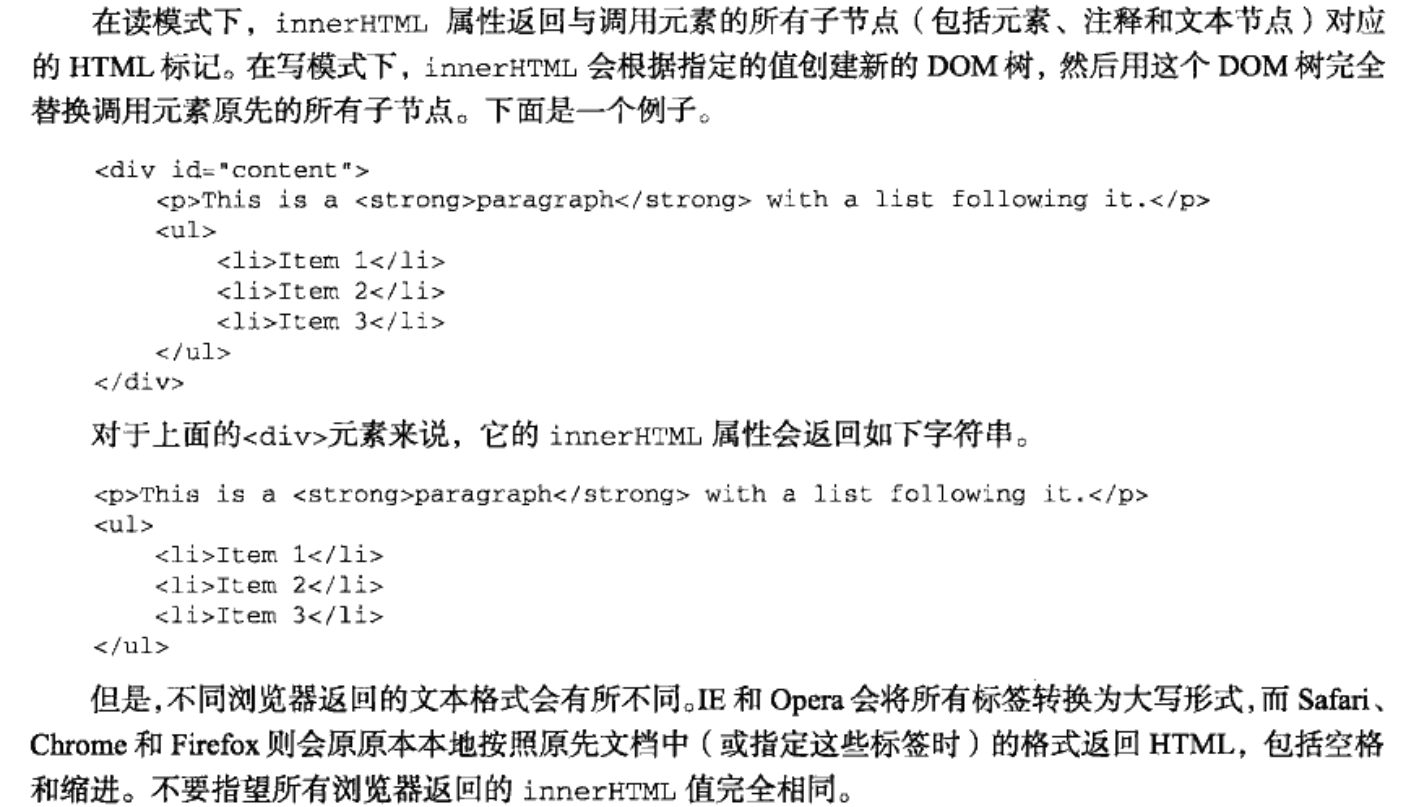 在读模式下，innerHTML 属性返回与调用元素的所有子节点（包括元素、注释和文本节点）对应
的 HTML 标记。在写模式下，innerHTML 会根据指定的值创建新的 DOM 树，然后用这个 DOM 树完全
替换调用元素原先的所有子节点。下面是一个例子。
<div id="content">
    <p>This is a <strong>paragraph</strong> with a list following it.</p>
    <ul>
        <li>Item 1</li>
        <li>Item 2</li>
        <li>Item 3</li>
    </ul>
</div>
对于上面的<div>元素来说，它的 innerHTML 属性会返回如下字符串。
<p>This is a <strong>paragraph</strong> with a list following it.</p>
<ul>
    <li>Item 1</li>
    <li>Item 2</li>
    <li>Item 3</li>
</ul>
但是，不同浏览器返回的文本格式会有所不同。IE 和 Opera 会将所有标签转换为大写形式，而 Safari、
Chrome 和 Firefox 则会原原本本地按照原先文档中（或指定这些标签时）的格式返回 HTML，包括空格
和缩进。不要指望所有浏览器返回的 innerHTML 值完全相同。